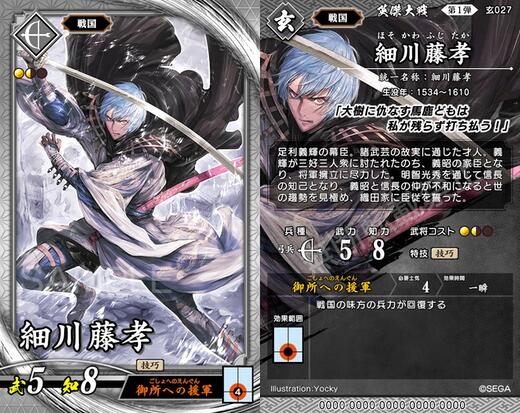 戦国
細川藤孝
技巧
武5 知8
ごしょへのえんぐん
御所への援軍
4
玄
戦国
英傑大戦
第1弾
玄027
ほそ かわ ふじ たか
細川藤孝
統一名称:細川藤孝
生没年:1534~1610
「大樹に仇なす馬鹿どもは
私が残らず打ち払う!」
足利義輝の幕臣。諸武芸の故実に通じた才人。義
輝が三好三人衆に討たれたのち、義昭の家臣とな
り、将軍擁立に尽力した。明智光秀を通じて信長
の知己となり、義昭と信長の仲が不和になると世
の趨勢を見極め、織田家に臣従を誓った。
兵種 武力 知力 武将コスト
弓兵 5 8 特技 技巧
ごしょへのえんぐん 必要士気 効果時間
御所への援軍 4 一瞬
戦国の味方の兵力が回復する
効果範囲
Illustration:Yocky
©SEGA
0000 0000 0000 0000 0000